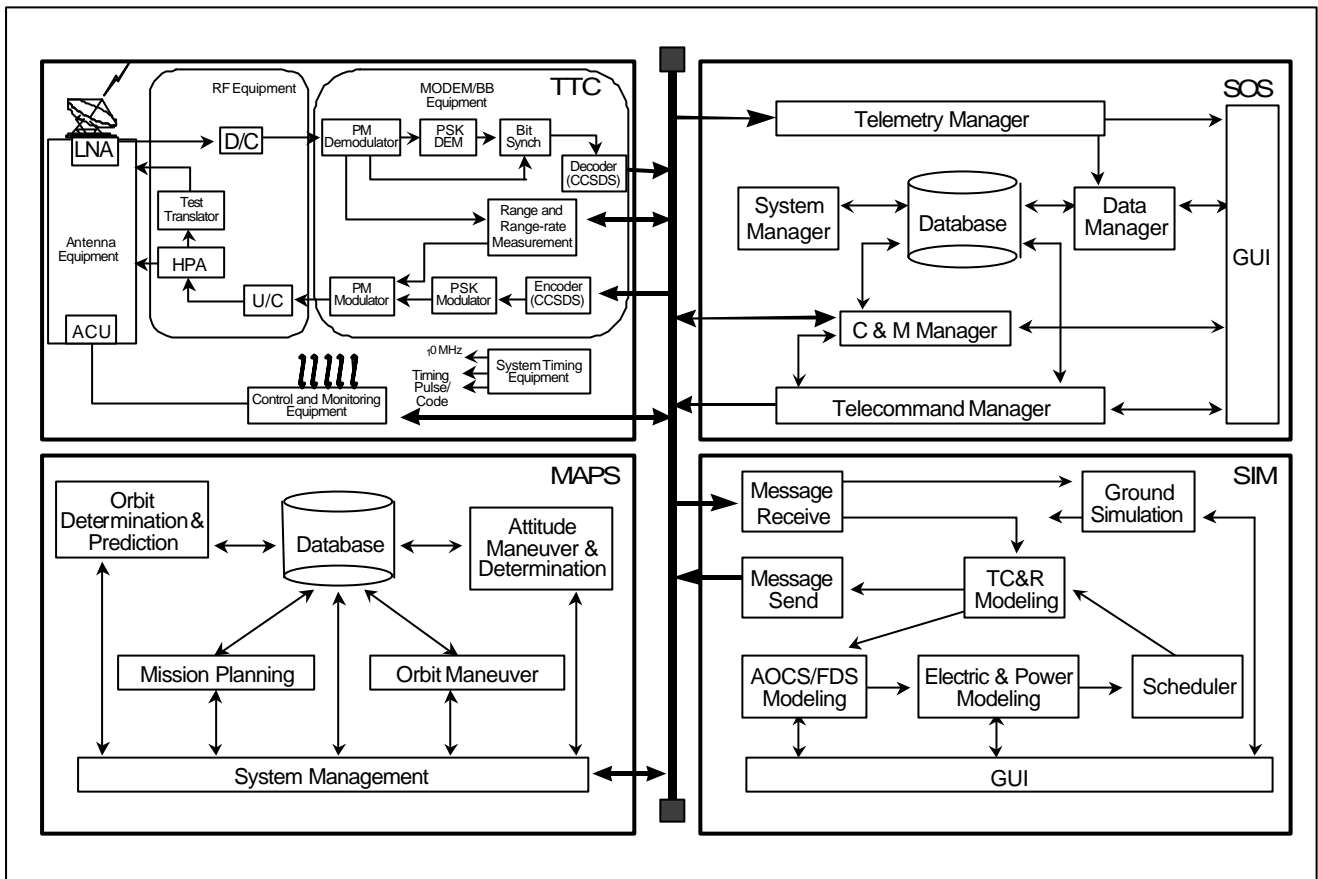 TTC
RF Equipment
MODEM/BB
Equipment
LNA
D/C
PM
Demodulator
PSK
DEM
Bit
Synch
Decoder
(CCSDS)
Test
Translator
Range and
Range-rate
Measurement
Antenna
Equipment
HPA
U/C
PM
Modulator
PSK
Modulator
Encoder
(CCSDS)
ACU
10 MHz
Timing
Pulse/
Code
System Timing
Equipment
Control and Monitoring
Equipment
SOS
Telemetry Manager
System
Manager
Database
Data
Manager
GUI
C & M Manager
Telecommand Manager
MAPS
Orbit
Determination &
Prediction
Database
Attitude
Maneuver &
Determination
Mission Planning
Orbit Maneuver
System Management
SIM
Message
Receive
Ground
Simulation
Message
Send
TC&R
Modeling
AOCS/FDS
Modeling
Electric & Power
Modeling
Scheduler
GUI